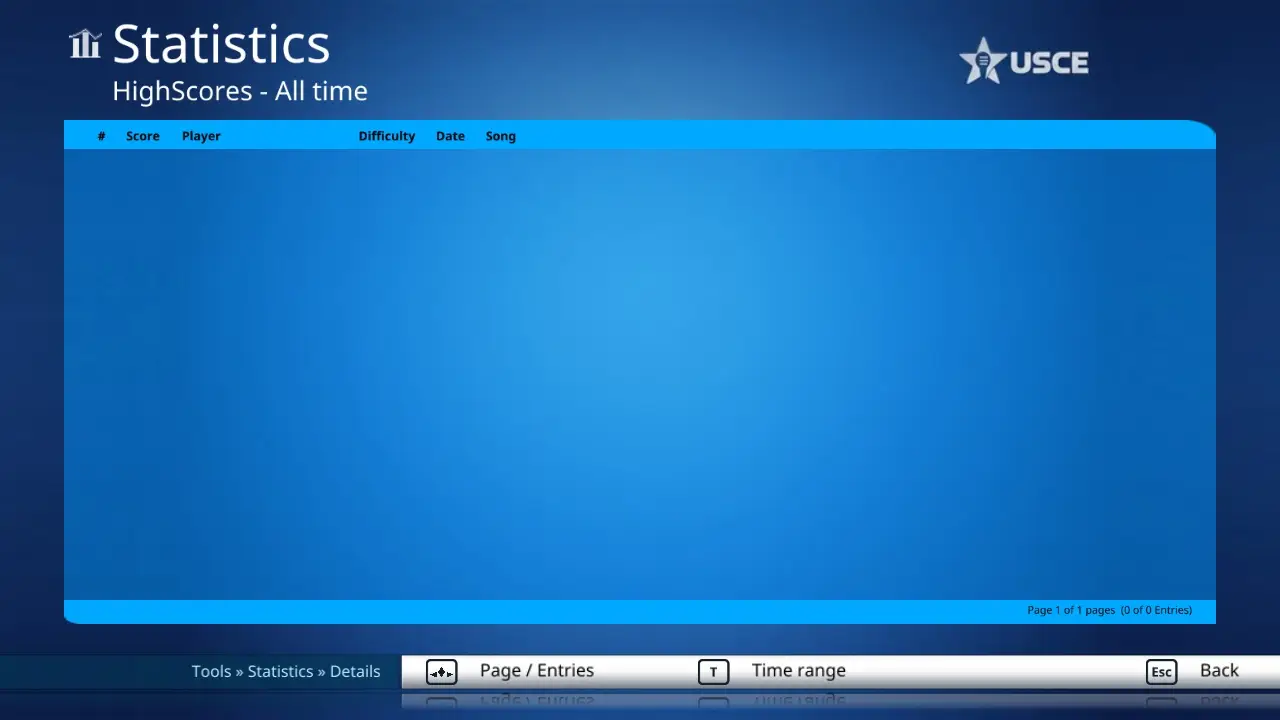 Statistics
HighScores - All time
USCE
# Score Player Difficulty Date Song
Page 1 of 1 pages (0 of 0 Entries)
Tools » Statistics » Details
Page / Entries
T Time range
Esc Back